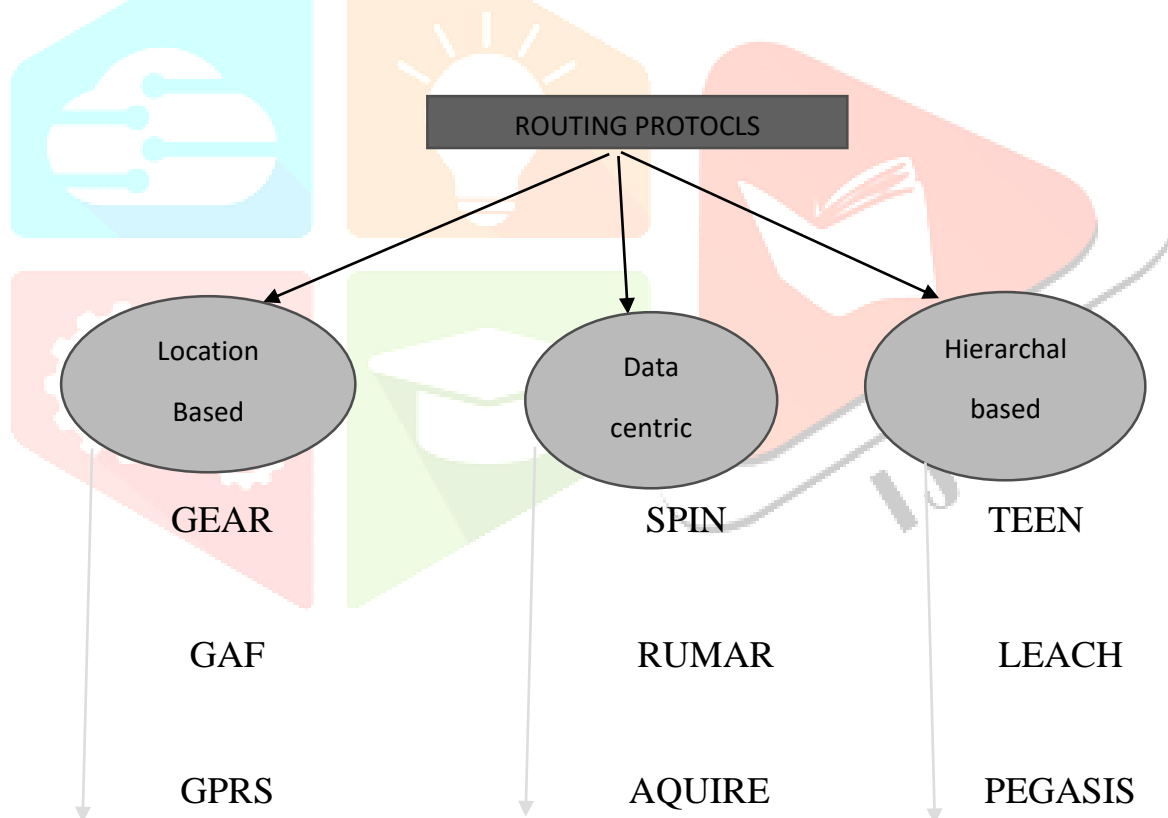 ROUTING PROTOCLS
Location
Based
Data
centric
Hierarchal
based
GEAR
SPIN
TEEN
GAF
RUMAR
LEACH
GPRS
AQUIRE
PEGASIS